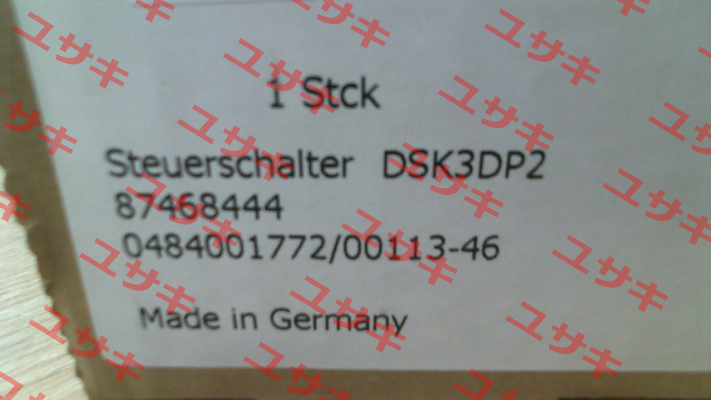 1 Stck
Steuerschalter DSK3DP2
87468444
0484001772/00113-46
Made in Germany
ユサキ